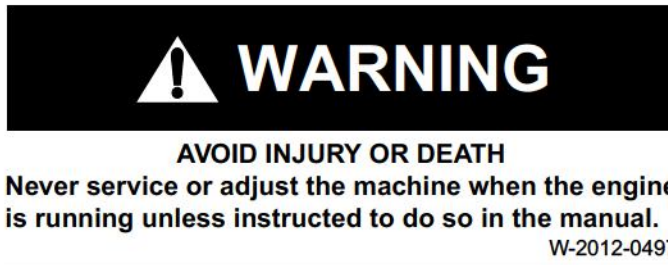 WARNING
AVOID INJURY OR DEATH
Never service or adjust the machine when the engine
is running unless instructed to do so in the manual.
W-2012-0497